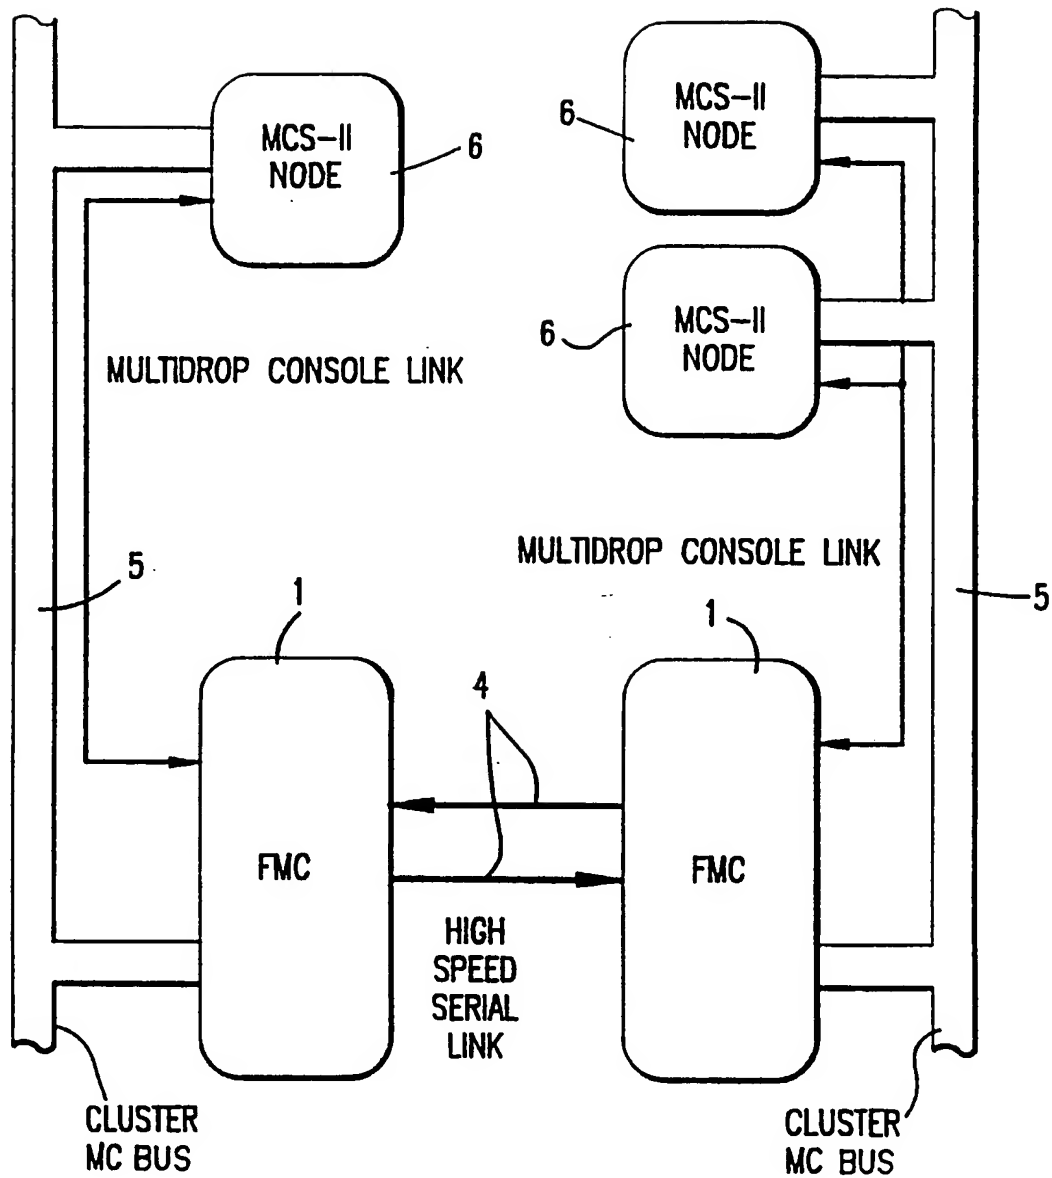 MCS-II
NODE
6
MCS-II
NODE
6
MCS-II
NODE
6
MULTIDROP CONSOLE LINK
MULTIDROP CONSOLE LINK
5
5
1
1
4
FMC
FMC
HIGH
SPEED
SERIAL
LINK
CLUSTER
MC BUS
CLUSTER
MC BUS